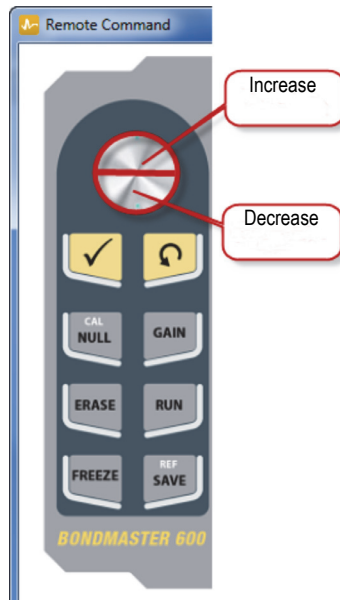 Remote Command
Increase
Decrease
CAL
NULL
GAIN
ERASE
RUN
FREEZE
REF
SAVE
BONDMASTER 600